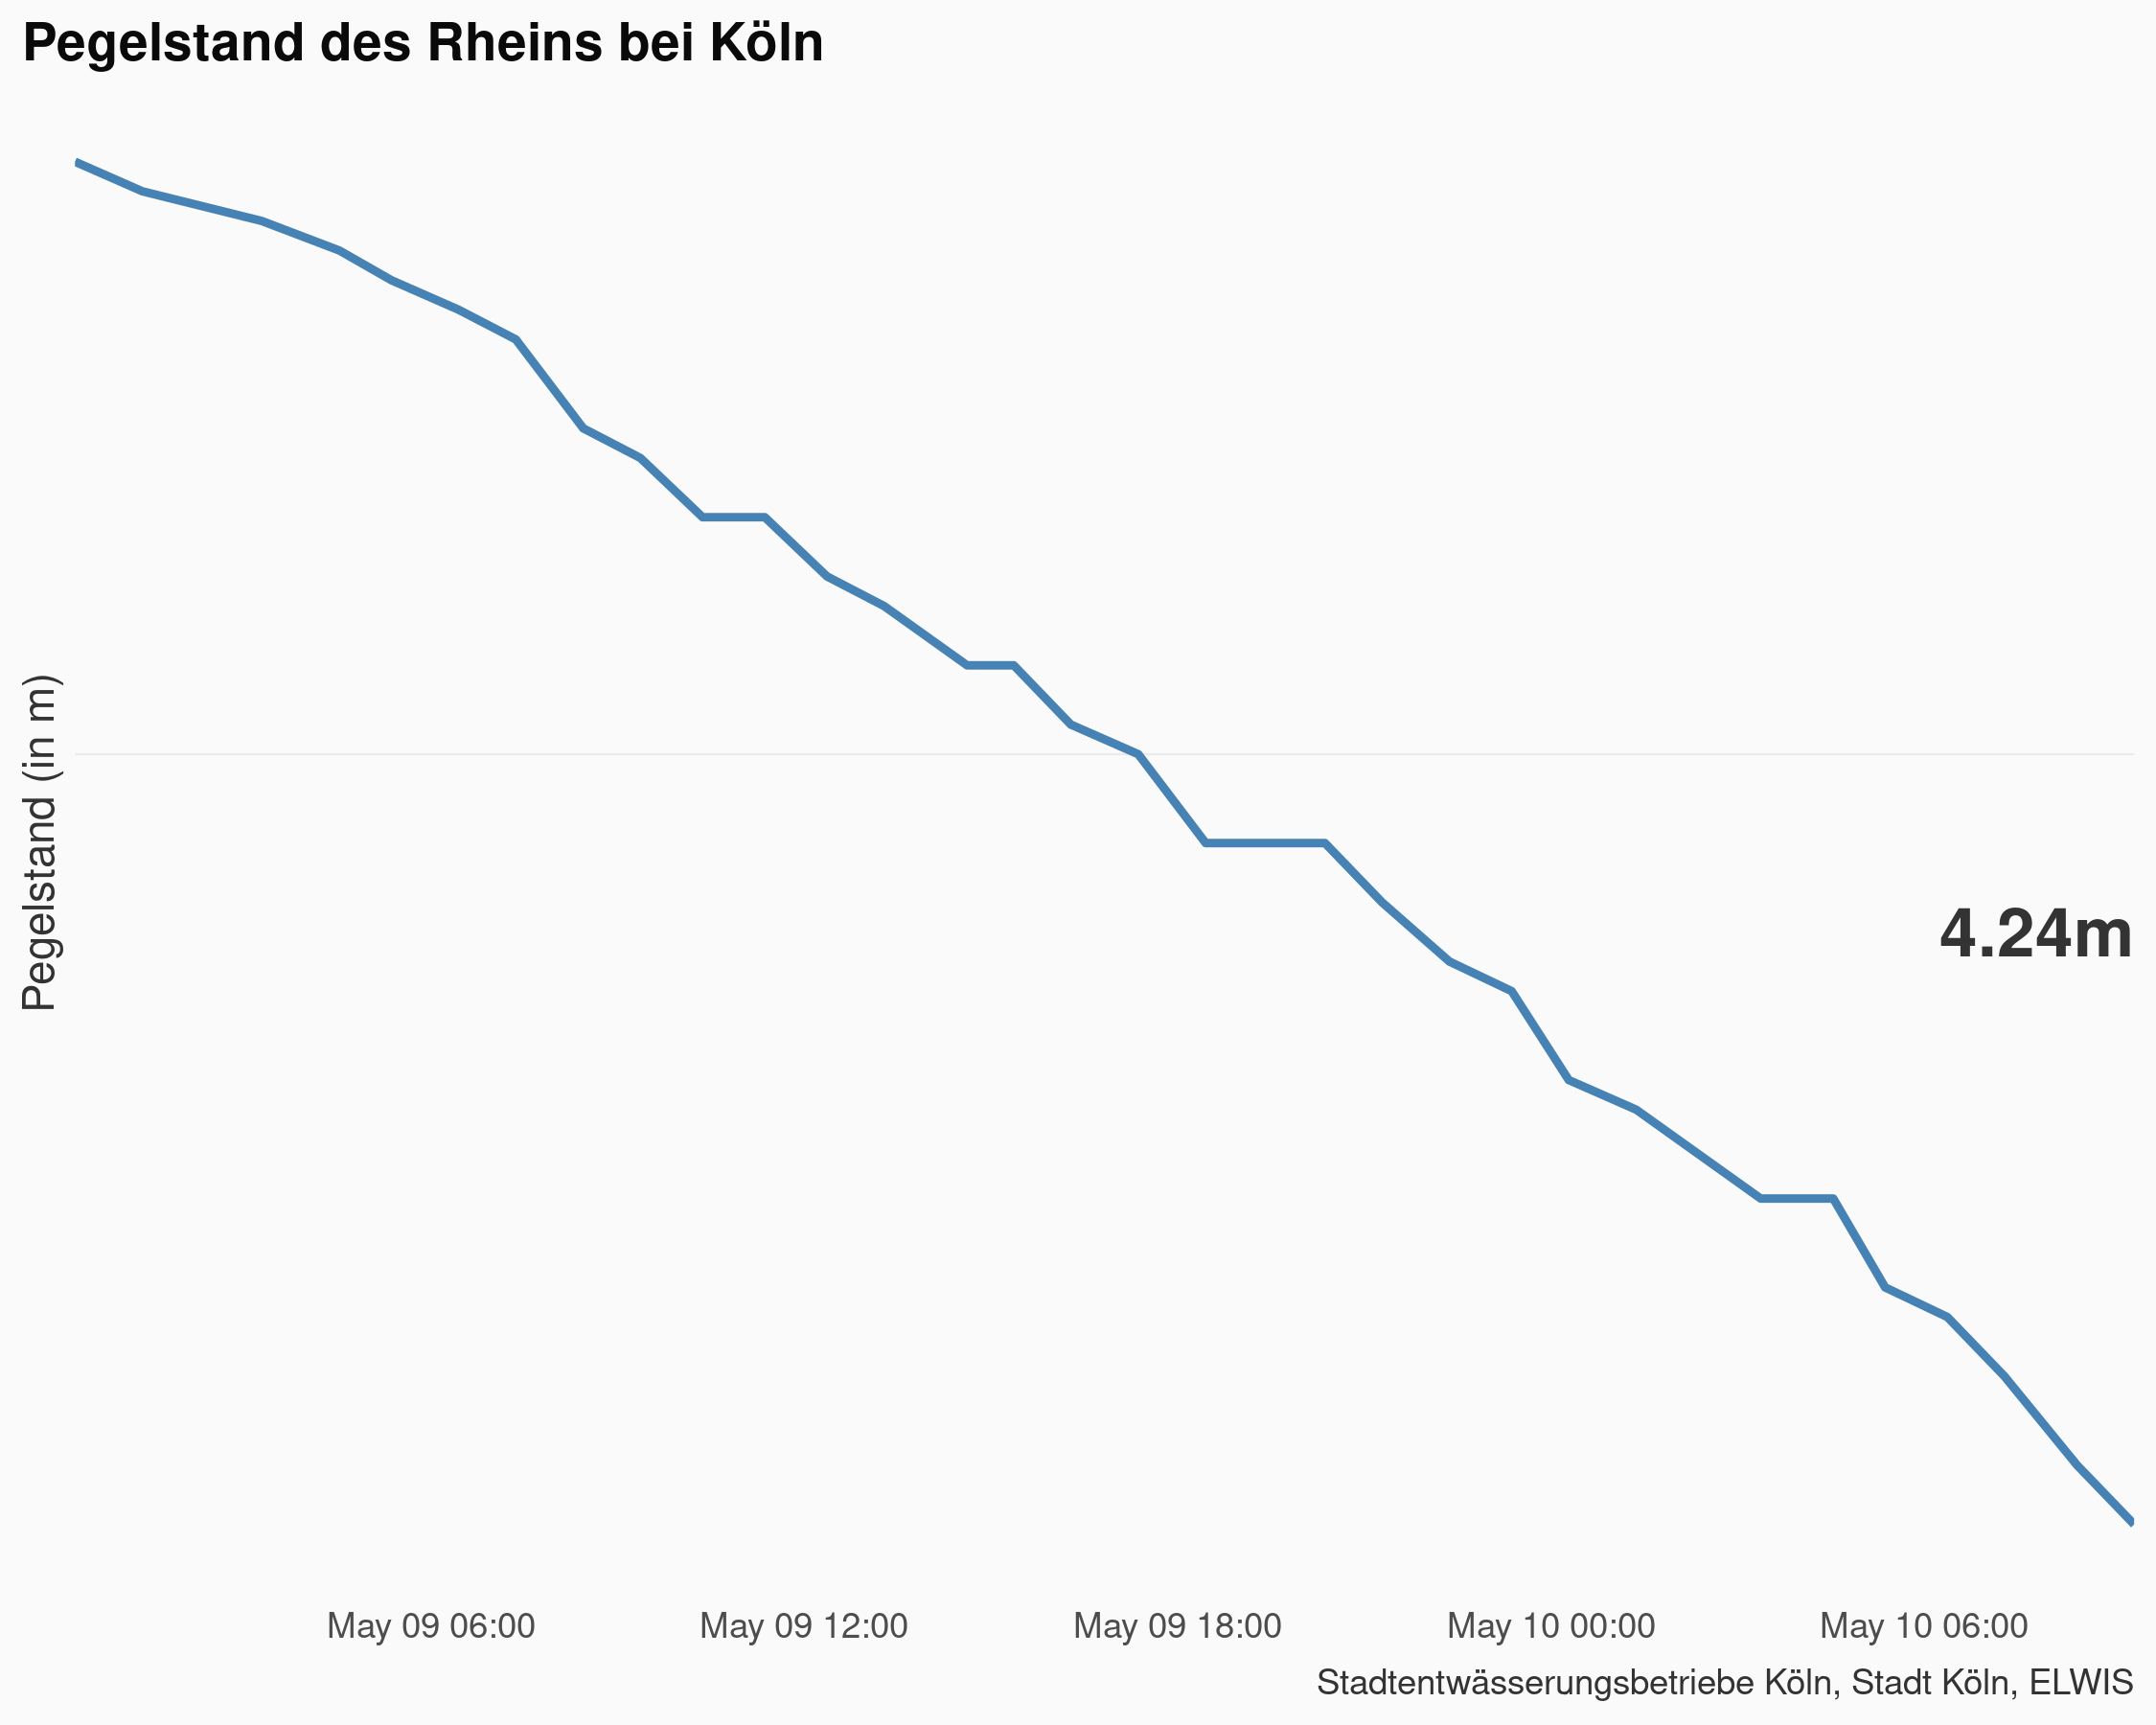 Pegelstand des Rheins bei Köln
Pegelstand (in m)
4.24m
May 09 06:00
May 09 12:00
May 09 18:00
May 10 00:00
May 10 06:00
Stadtentwässerungsbetriebe Köln, Stadt Köln, ELWIS